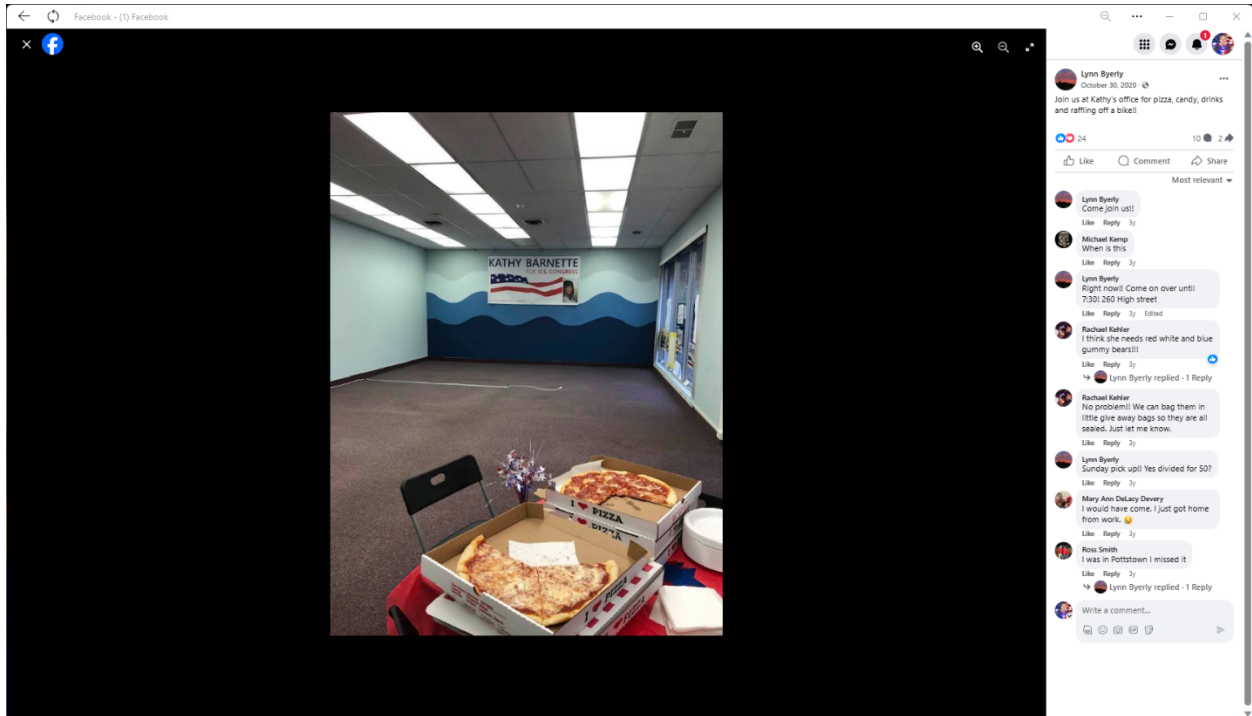 Facebook - (1) Facebook
KATHY BARNETTE
FOR U.S. CONGRESS
I ❤ PIZZA
PIZZA
I ❤ PIZZA
I ❤ PIZZA
1
Lynn Byerly
October 30, 2020 ·
Join us at Kathy's office for pizza, candy, drinks
and raffling off a bike!!
24 10 2
Like Comment Share
Most relevant
Lynn Byerly
Come join us!!
Like Reply 3y
Michael Kemp
When is this
Like Reply 3y
Lynn Byerly
Right now!! Come on over until
7:30! 260 High street
Like Reply 3y Edited
Rachael Kehler
I think she needs red white and blue
gummy bears!!!
Like Reply 3y
Lynn Byerly replied · 1 Reply
Rachael Kehler
No problem!! We can bag them in
little give away bags so they are all
sealed. Just let me know.
Like Reply 3y
Lynn Byerly
Sunday pick up!! Yes divided for 50?
Like Reply 3y
Mary Ann DeLacy Devery
I would have come. I just got home
from work. 😥
Like Reply 3y
Ross Smith
I was in Pottstown I missed it
Like Reply 3y
Lynn Byerly replied · 1 Reply
Write a comment...